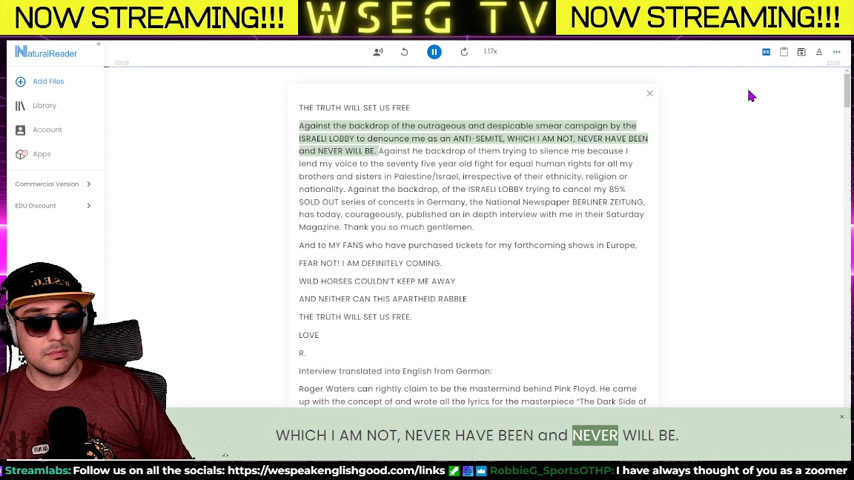 NOW STREAMING!!!
WSEG TV
NOW STREAMING!!!
NaturalReader
«
1.17x
23:50
Add Files
Library
Account
Apps
Commercial Version
EDU Discount
THE TRUTH WILL SET US FREE
Against the backdrop of the outrageous and despicable smear campaign by the
ISRAELI LOBBY to denounce me as an ANTI-SEMITE, WHICH I AM NOT, NEVER HAVE BEEN
and NEVER WILL BE. Against he backdrop of them trying to silence me because I
lend my voice to the seventy five year old fight for equal human rights for all my
brothers and sisters in Palestine/Israel, irrespective of their ethnicity, religion or
nationality. Against the backdrop, of the ISRAELI LOBBY trying to cancel my 85%
SOLD OUT series of concerts in Germany, the National Newspaper BERLINER ZEITUNG,
has today, courageously, published an in depth interview with me in their Saturday
Magazine. Thank you so much gentlemen.
And to MY FANS who have purchased tickets for my forthcoming shows in Europe,
FEAR NOT! I AM DEFINITELY COMING.
WILD HORSES COULDN'T KEEP ME AWAY
AND NEITHER CAN THIS APARTHEID RABBLE
THE TRUTH WILL SET US FREE.
LOVE
R.
Interview translated into English from German:
Roger Waters can rightly claim to be the mastermind behind Pink Floyd. He came
up with the concept of and wrote all the lyrics for the masterpiece "The Dark Side of
WHICH I AM NOT, NEVER HAVE BEEN and NEVER WILL BE.
Streamlabs: Follow us on all the socials: https://wespeakenglishgood.com/links RobbieG_SportsOTHP: I have always thought of you as a zoomer